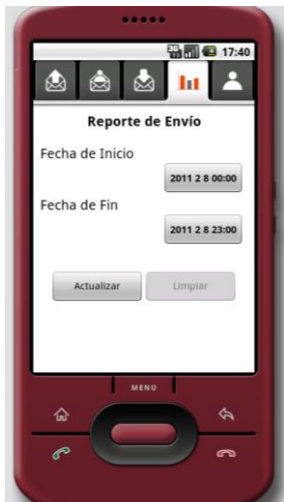 3G 17:40
Reporte de Envío
Fecha de Inicio
2011 2 8 00:00
Fecha de Fin
2011 2 8 23:00
Actualizar Limpiar
MENU